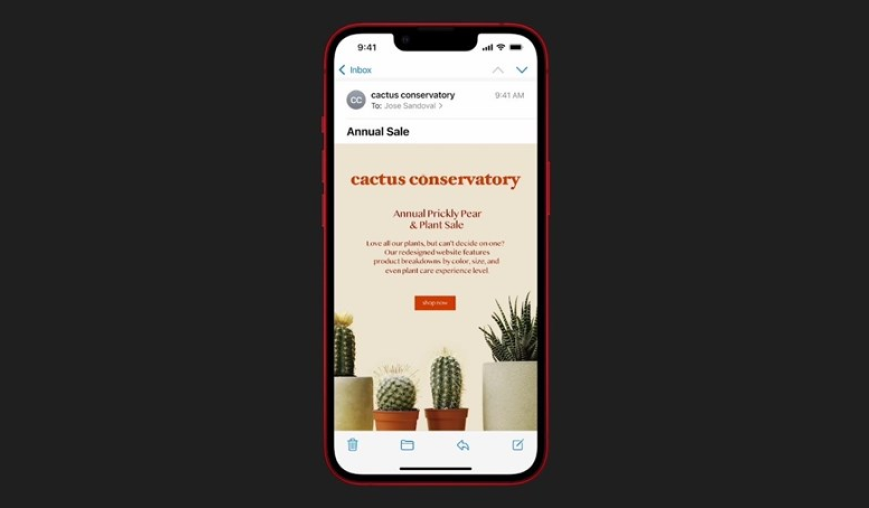 9:41
Inbox
CC
cactus conservatory
9:41 AM
To: Jose Sandoval
Annual Sale
cactus conservatory
Annual Prickly Pear
& Plant Sale
Love all our plants, but can't decide on one?
Our redesigned website features
product breakdowns by color, size, and
even plant care experience level.
shop now